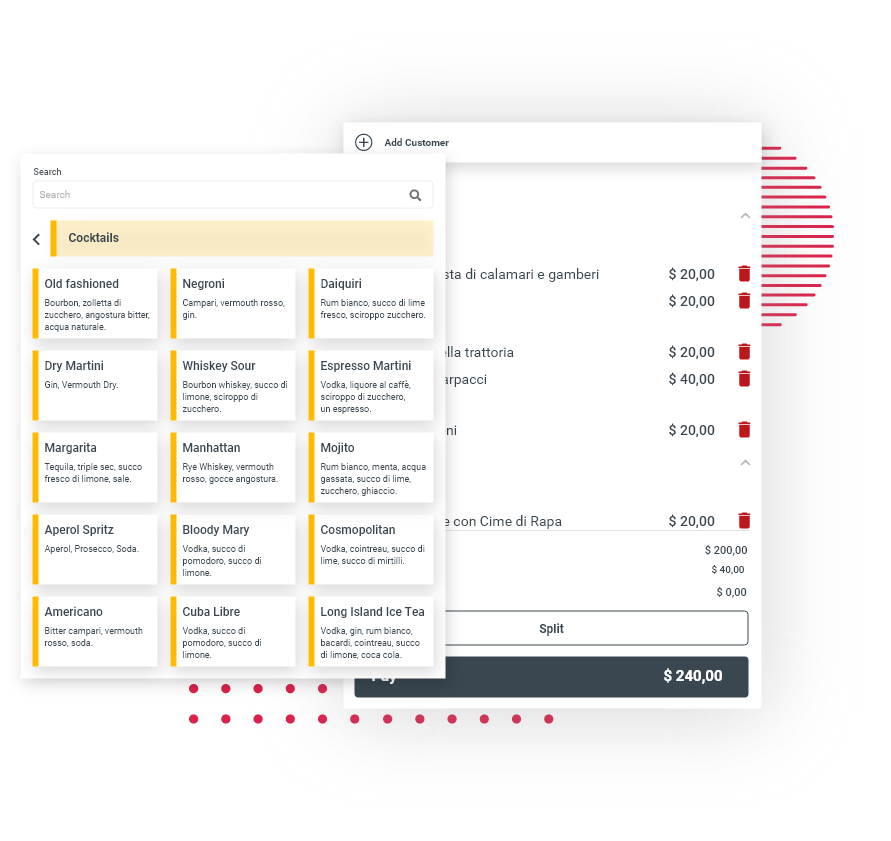 Add Customer
Search
Search
Cocktails
Old fashioned
Bourbon, zolletta di
zucchero, angostura bitter,
acqua naturale.
Negroni
Campari, vermouth rosso,
gin.
Daiquiri
Rum bianco, succo di lime
fresco, sciroppo zucchero.
Dry Martini
Gin, Vermouth Dry.
Whiskey Sour
Bourbon whiskey, succo di
limone, sciroppo di
zucchero.
Espresso Martini
Vodka, liquore al caffè,
sciroppo di zucchero,
un espresso.
Margarita
Tequila, triple sec, succo
fresco di limone, sale.
Manhattan
Rye Whiskey, vermouth
rosso, gocce angostura.
Mojito
Rum bianco, menta, acqua
gassata, succo di lime,
zucchero, ghiaccio.
Aperol Spritz
Aperol, Prosecco, Soda.
Bloody Mary
Vodka, succo di
pomodoro, succo di
limone.
Cosmopolitan
Vodka, cointreau, succo di
lime, succo di mirtilli.
Americano
Bitter campari, vermouth
rosso, soda.
Cuba Libre
Vodka, succo di
pomodoro, succo di
limone.
Long Island Ice Tea
Vodka, gin, rum bianco,
bacardi, cointreau, succo
di limone, coca cola.
sta di calamari e gamberi $ 20,00
$ 20,00
lla trattoria $ 20,00
arpacci $ 40,00
ni $ 20,00
e con Cime di Rapa $ 20,00
$ 200,00
$ 40,00
$ 0,00
Split
Pay $ 240,00